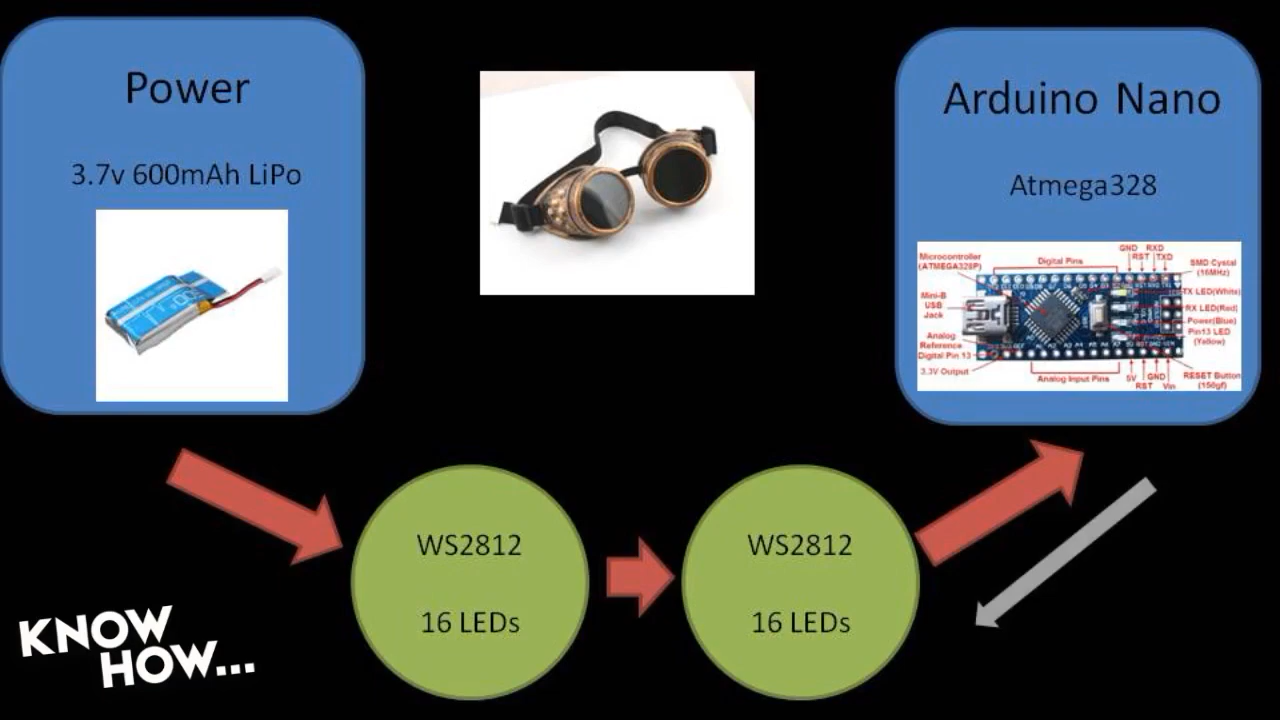 Power
3.7v 600mAh LiPo
Arduino Nano
Atmega328
Microcontroller
(ATMEGA328P)
Digital Pins
GND
RXD
RST
TXD
SMD Cystal
(16MHz)
TX LED(White)
Mini-B
USB
Jack
RX LED(Red)
Power(Blue)
Pin13 LED
(Yellow)
Analog
Reference
Digital Pin 13
3.3V Output
Analog Input Pins
5V
GND
RST
Vin
RESET Button
(150gf)
WS2812
16 LEDs
WS2812
16 LEDs
KNOW
HOW...